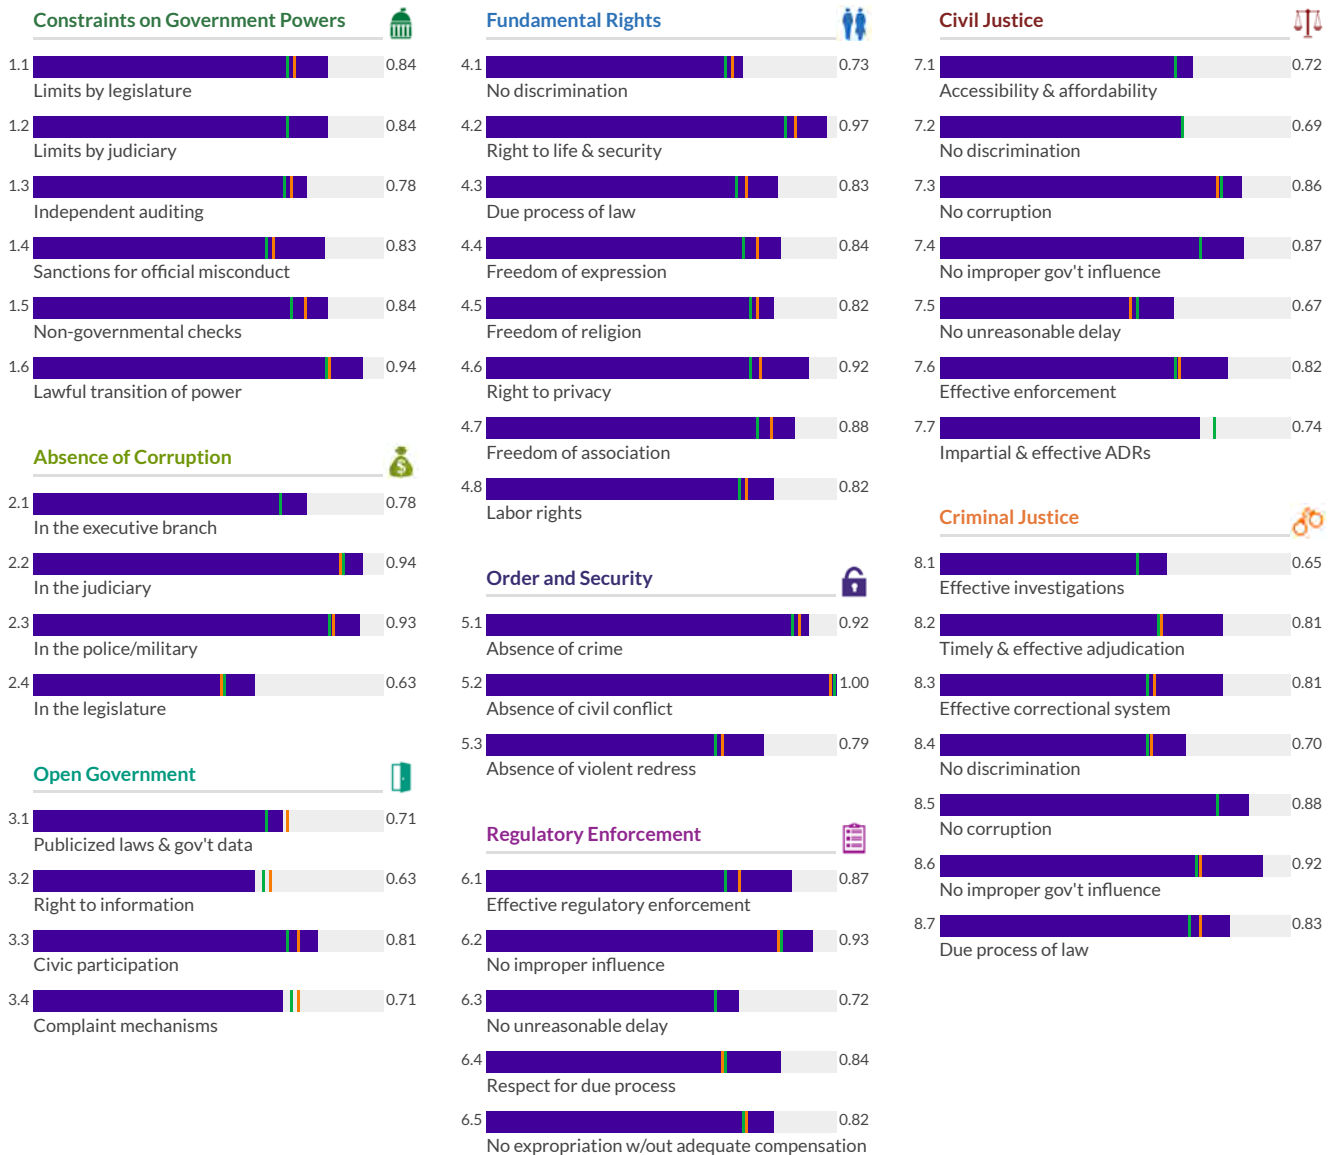 Constraints on Government Powers
1.1 0.84
Limits by legislature
1.2 0.84
Limits by judiciary
1.3 0.78
Independent auditing
1.4 0.83
Sanctions for official misconduct
1.5 0.84
Non-governmental checks
1.6 0.94
Lawful transition of power
Absence of Corruption
2.1 0.78
In the executive branch
2.2 0.94
In the judiciary
2.3 0.93
In the police/military
2.4 0.63
In the legislature
Open Government
3.1 0.71
Publicized laws & gov't data
3.2 0.63
Right to information
3.3 0.81
Civic participation
3.4 0.71
Complaint mechanisms
Fundamental Rights
4.1 0.73
No discrimination
4.2 0.97
Right to life & security
4.3 0.83
Due process of law
4.4 0.84
Freedom of expression
4.5 0.82
Freedom of religion
4.6 0.92
Right to privacy
4.7 0.88
Freedom of association
4.8 0.82
Labor rights
Order and Security
5.1 0.92
Absence of crime
5.2 1.00
Absence of civil conflict
5.3 0.79
Absence of violent redress
Regulatory Enforcement
6.1 0.87
Effective regulatory enforcement
6.2 0.93
No improper influence
6.3 0.72
No unreasonable delay
6.4 0.84
Respect for due process
6.5 0.82
No expropriation w/out adequate compensation
Civil Justice
7.1 0.72
Accessibility & affordability
7.2 0.69
No discrimination
7.3 0.86
No corruption
7.4 0.87
No improper gov't influence
7.5 0.67
No unreasonable delay
7.6 0.82
Effective enforcement
7.7 0.74
Impartial & effective ADRs
Criminal Justice
8.1 0.65
Effective investigations
8.2 0.81
Timely & effective adjudication
8.3 0.81
Effective correctional system
8.4 0.70
No discrimination
8.5 0.88
No corruption
8.6 0.92
No improper gov't influence
8.7 0.83
Due process of law